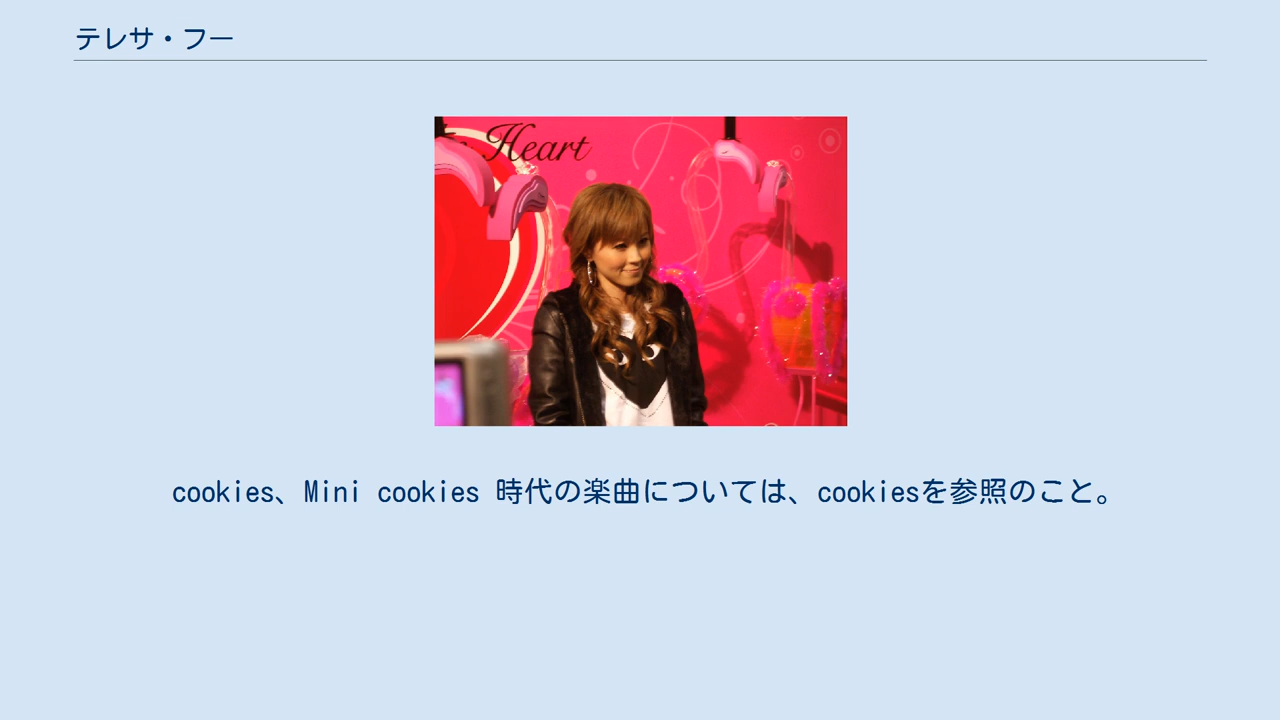 テレサ・フー
Heart
cookies、Mini cookies 時代の楽曲については、cookiesを参照のこと。